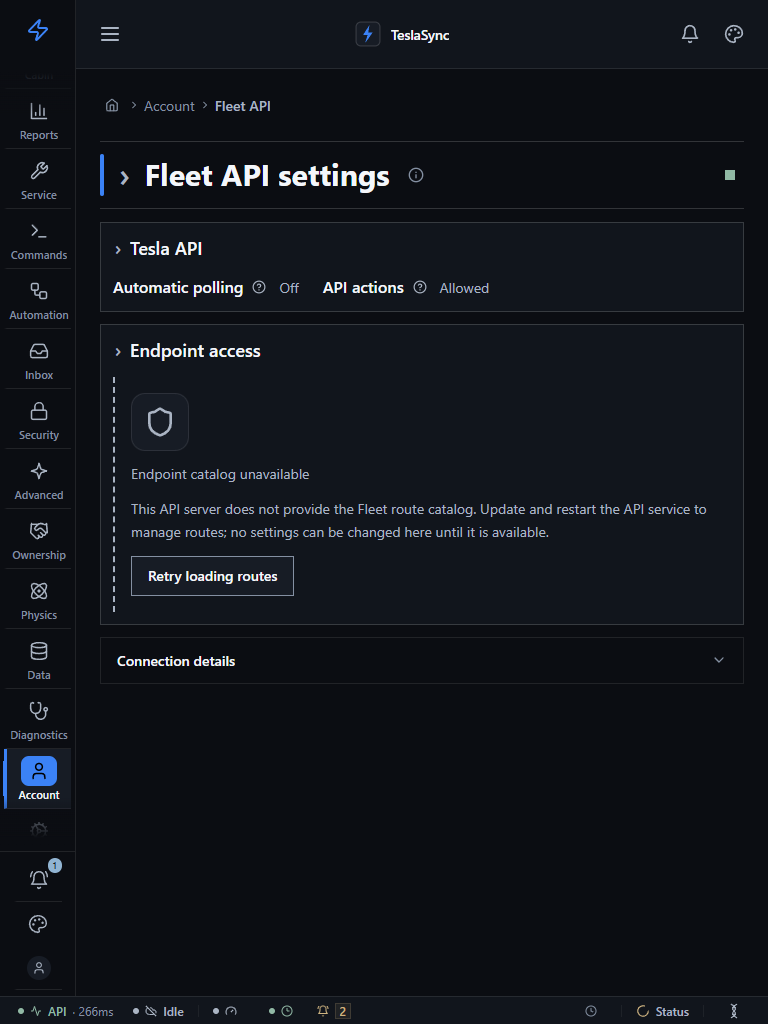 TeslaSync
Account
Fleet API
Reports
Service
Commands
Automation
Inbox
Security
Advanced
Ownership
Physics
Data
Diagnostics
Account
1
Fleet API settings
Tesla API
Automatic polling Off API actions Allowed
Endpoint access
Endpoint catalog unavailable
This API server does not provide the Fleet route catalog. Update and restart the API service to
manage routes; no settings can be changed here until it is available.
Retry loading routes
Connection details
API · 266ms Idle 2 Status